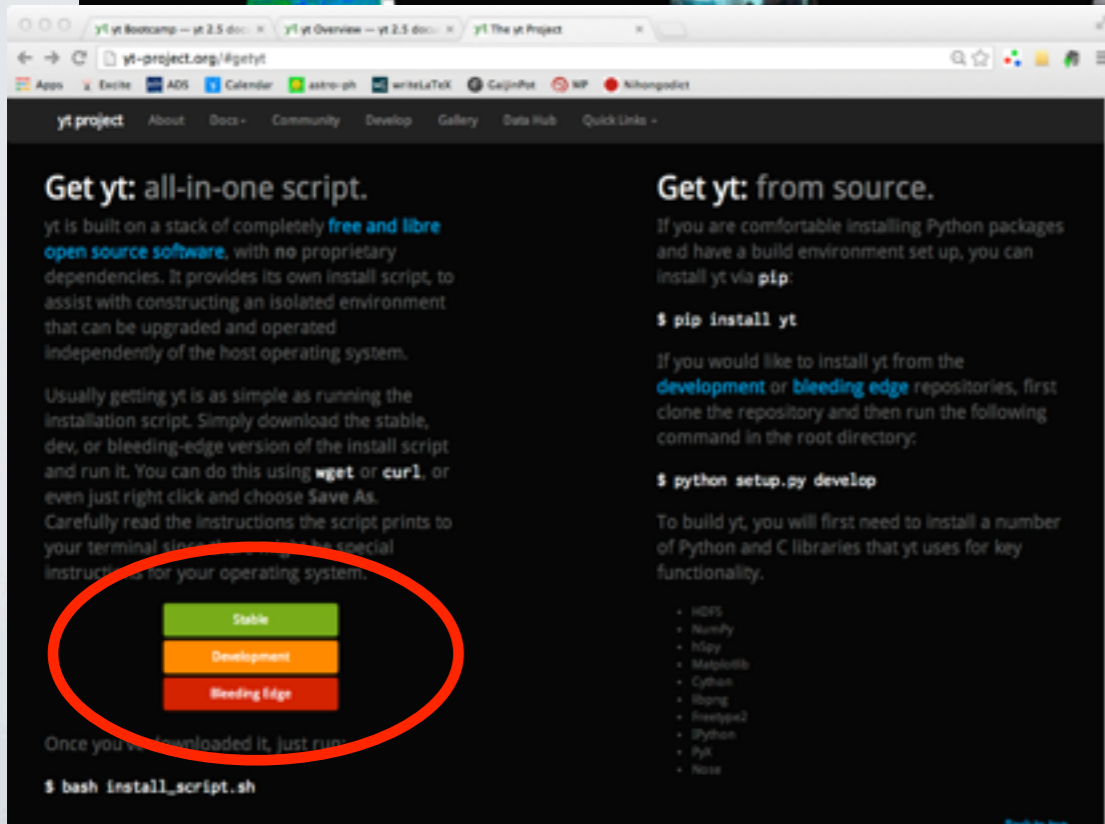 yt Bootcamp — yt 2.5 doc
yt Overview — yt 2.5 docu
yt The yt Project
yt-project.org/#getyt
Apps
Excite
ADS
Calendar
astro-ph
writeLaTeX
GaijinPot
WP
Nihongodict
yt project About Docs Community Develop Gallery Data Hub Quick Links
Get yt: all-in-one script.
yt is built on a stack of completely free and libre
open source software, with no proprietary
dependencies. It provides its own install script, to
assist with constructing an isolated environment
that can be upgraded and operated
independently of the host operating system.
Usually getting yt is as simple as running the
installation script. Simply download the stable,
dev, or bleeding-edge version of the install script
and run it. You can do this using wget or curl, or
even just right click and choose Save As.
Carefully read the instructions the script prints to
your terminal since there might be special
instructions for your operating system.
Stable
Development
Bleeding Edge
Once you've downloaded it, just run:
$ bash install_script.sh
Get yt: from source.
If you are comfortable installing Python packages
and have a build environment set up, you can
install yt via pip:
$ pip install yt
If you would like to install yt from the
development or bleeding edge repositories, first
clone the repository and then run the following
command in the root directory:
$ python setup.py develop
To build yt, you will first need to install a number
of Python and C libraries that yt uses for key
functionality.
HDF5
NumPy
h5py
Matplotlib
Cython
libpng
Freetype2
IPython
PyX
Nose
Back to top